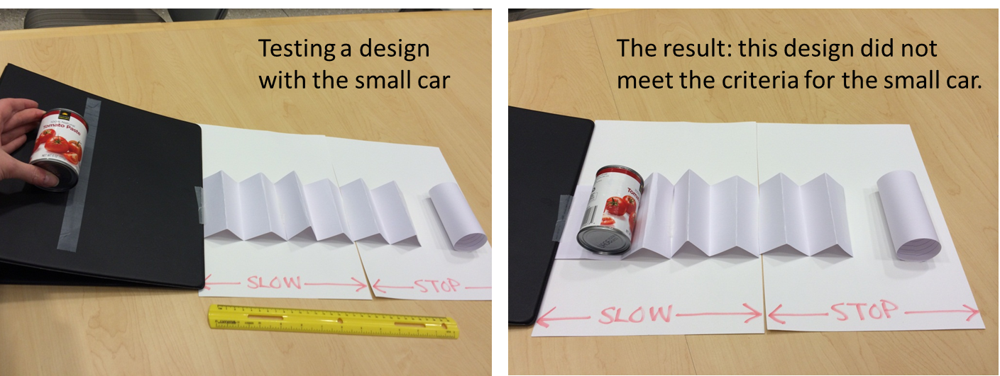 Testing a design
with the small car
Tomato Paste
SLOW
STOP
The result: this design did not
meet the criteria for the small car.
SLOW
STOP